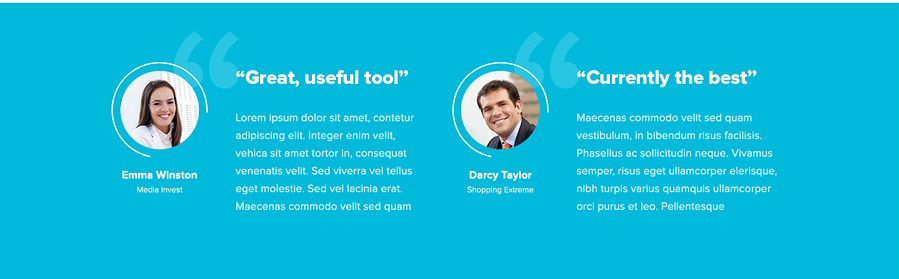 “Great, useful tool”
Lorem ipsum dolor sit amet, contetur
adipiscing elit. Integer enim velit,
vehica sit amet tortor in, consequat
venenatis velit. Sed viverra vel tellus
eget molestie. Sed vel lacinia erat.
Maecenas commodo velit sed quam
Emma Winston
Media Invest
“Currently the best”
Maecenas commodo velit sed quam
vestibulum, in bibendum risus facilisis.
Phasellus ac sollicitudin neque. Vivamus
semper, risus eget ullamcorper elerisque,
nibh turpis varius quamquis ullamcorper
orci purus et leo. Pellentesque
Darcy Taylor
Shopping Extreme